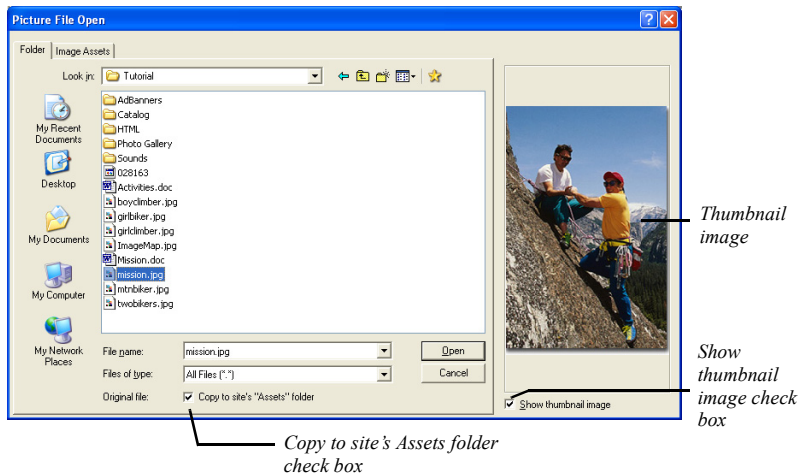 Picture File Open
Folder
Image Assets
Look in:
Tutorial
My Recent
Documents
Desktop
My Documents
My Computer
My Network
Places
AdBanners
Catalog
HTML
Photo Gallery
Sounds
028163
Activities.doc
boyclimber.jpg
girlbiker.jpg
girlclimber.jpg
ImageMap.jpg
Mission.doc
mission.jpg
mtnbiker.jpg
twobikers.jpg
File name:
mission.jpg
Open
Files of type:
All Files (*.*)
Cancel
Original file:
Copy to site's "Assets" folder
Show thumbnail image
Thumbnail
image
Show
thumbnail
image check
box
Copy to site's Assets folder
check box